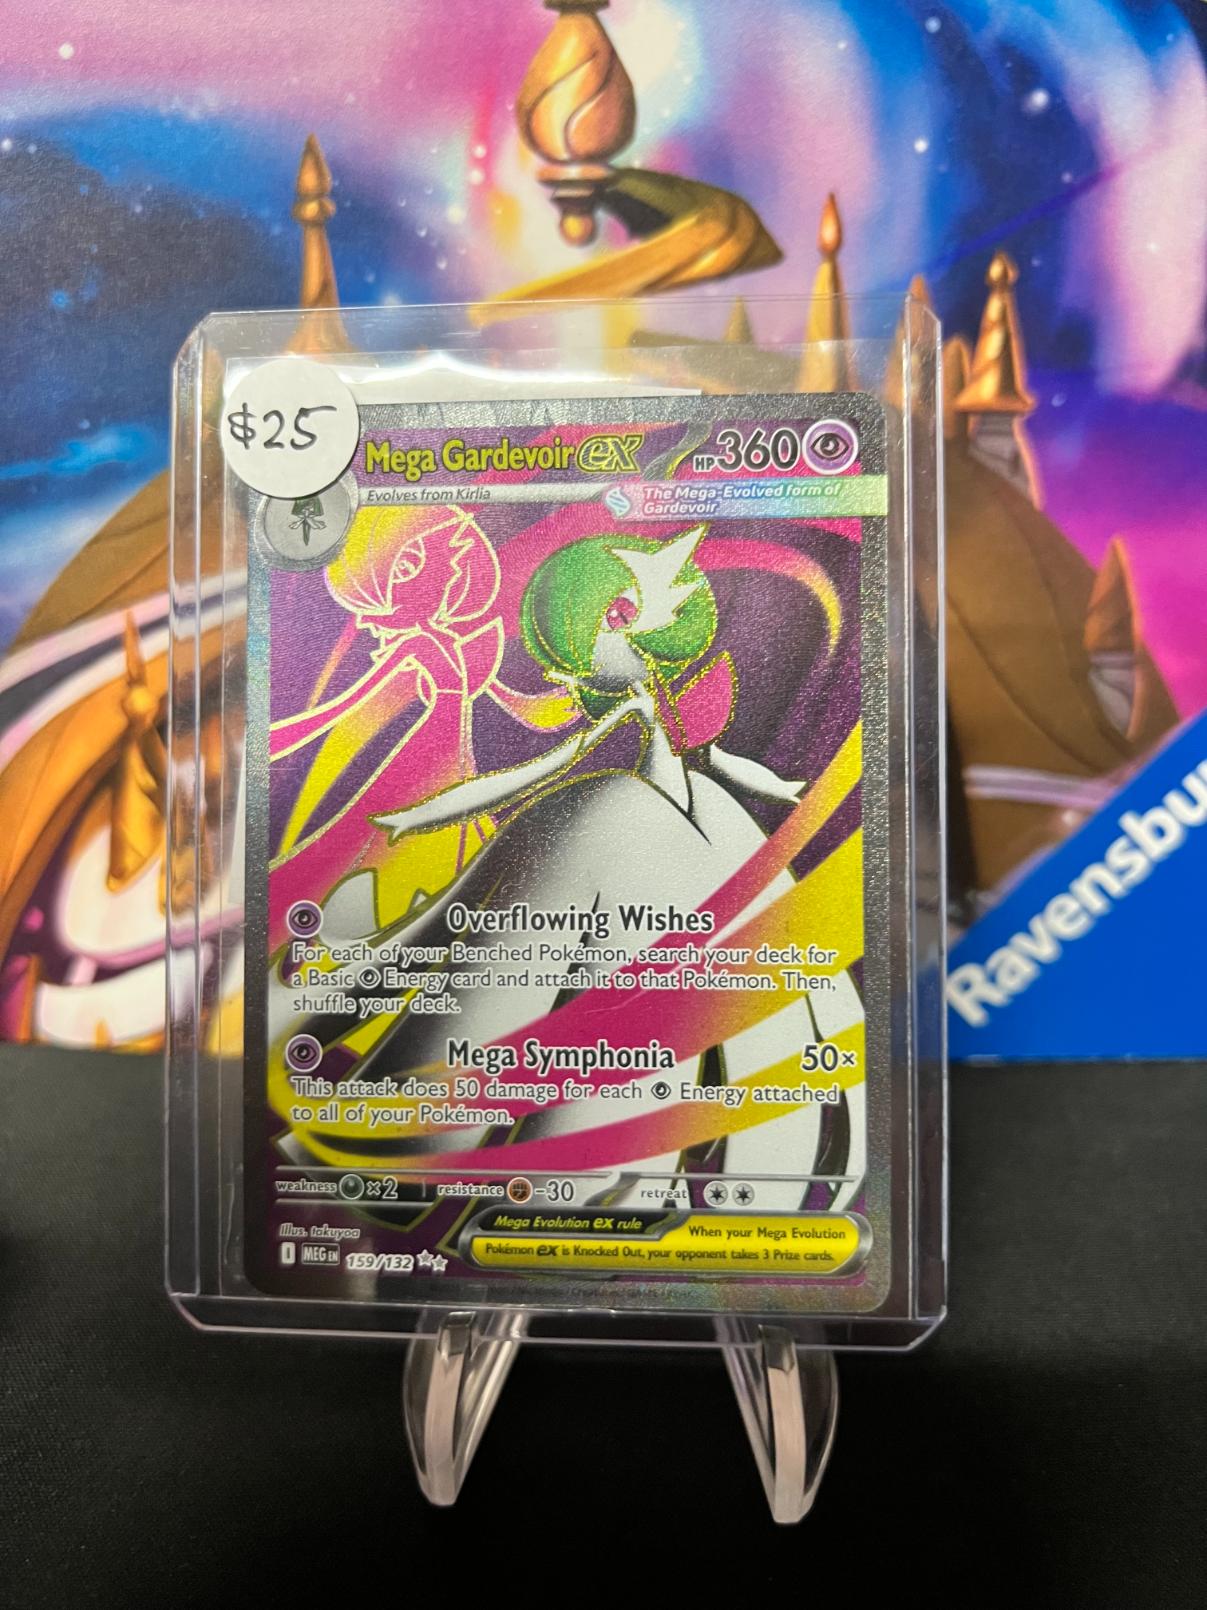 $25
Mega Gardevoir ex
HP 360
Evolves from Kirlia
The Mega-Evolved form of
Gardevoir
Overflowing Wishes
For each of your Benched Pokémon, search your deck for
a Basic Energy card and attach it to that Pokémon. Then,
shuffle your deck.
Mega Symphonia 50×
This attack does 50 damage for each Energy attached
to all of your Pokémon.
weakness ×2 resistance -30 retreat
Illus. takuyoa
I MEG EN 159/132
Mega Evolution ex rule
When your Mega Evolution
Pokémon ex is Knocked Out, your opponent takes 3 Prize cards.
Ravensbu